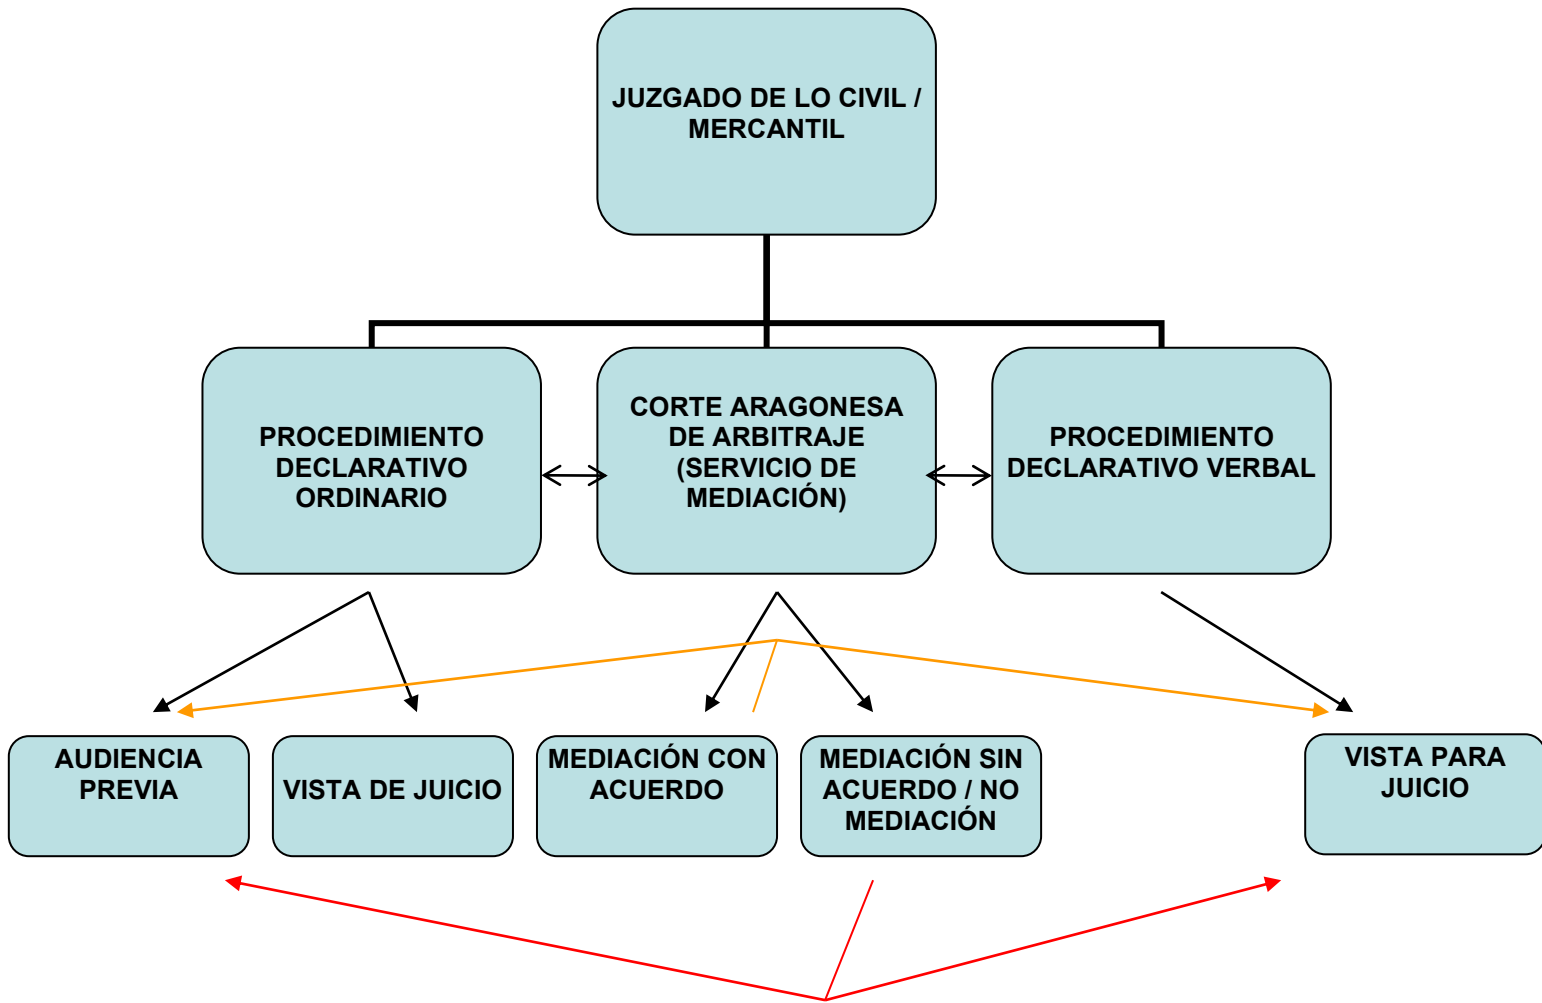 JUZGADO DE LO CIVIL /
MERCANTIL
PROCEDIMIENTO
DECLARATIVO
ORDINARIO
CORTE ARAGONESA
DE ARBITRAJE
(SERVICIO DE
MEDIACIÓN)
PROCEDIMIENTO
DECLARATIVO VERBAL
AUDIENCIA
PREVIA
VISTA DE JUICIO
MEDIACIÓN CON
ACUERDO
MEDIACIÓN SIN
ACUERDO / NO
MEDIACIÓN
VISTA PARA
JUICIO